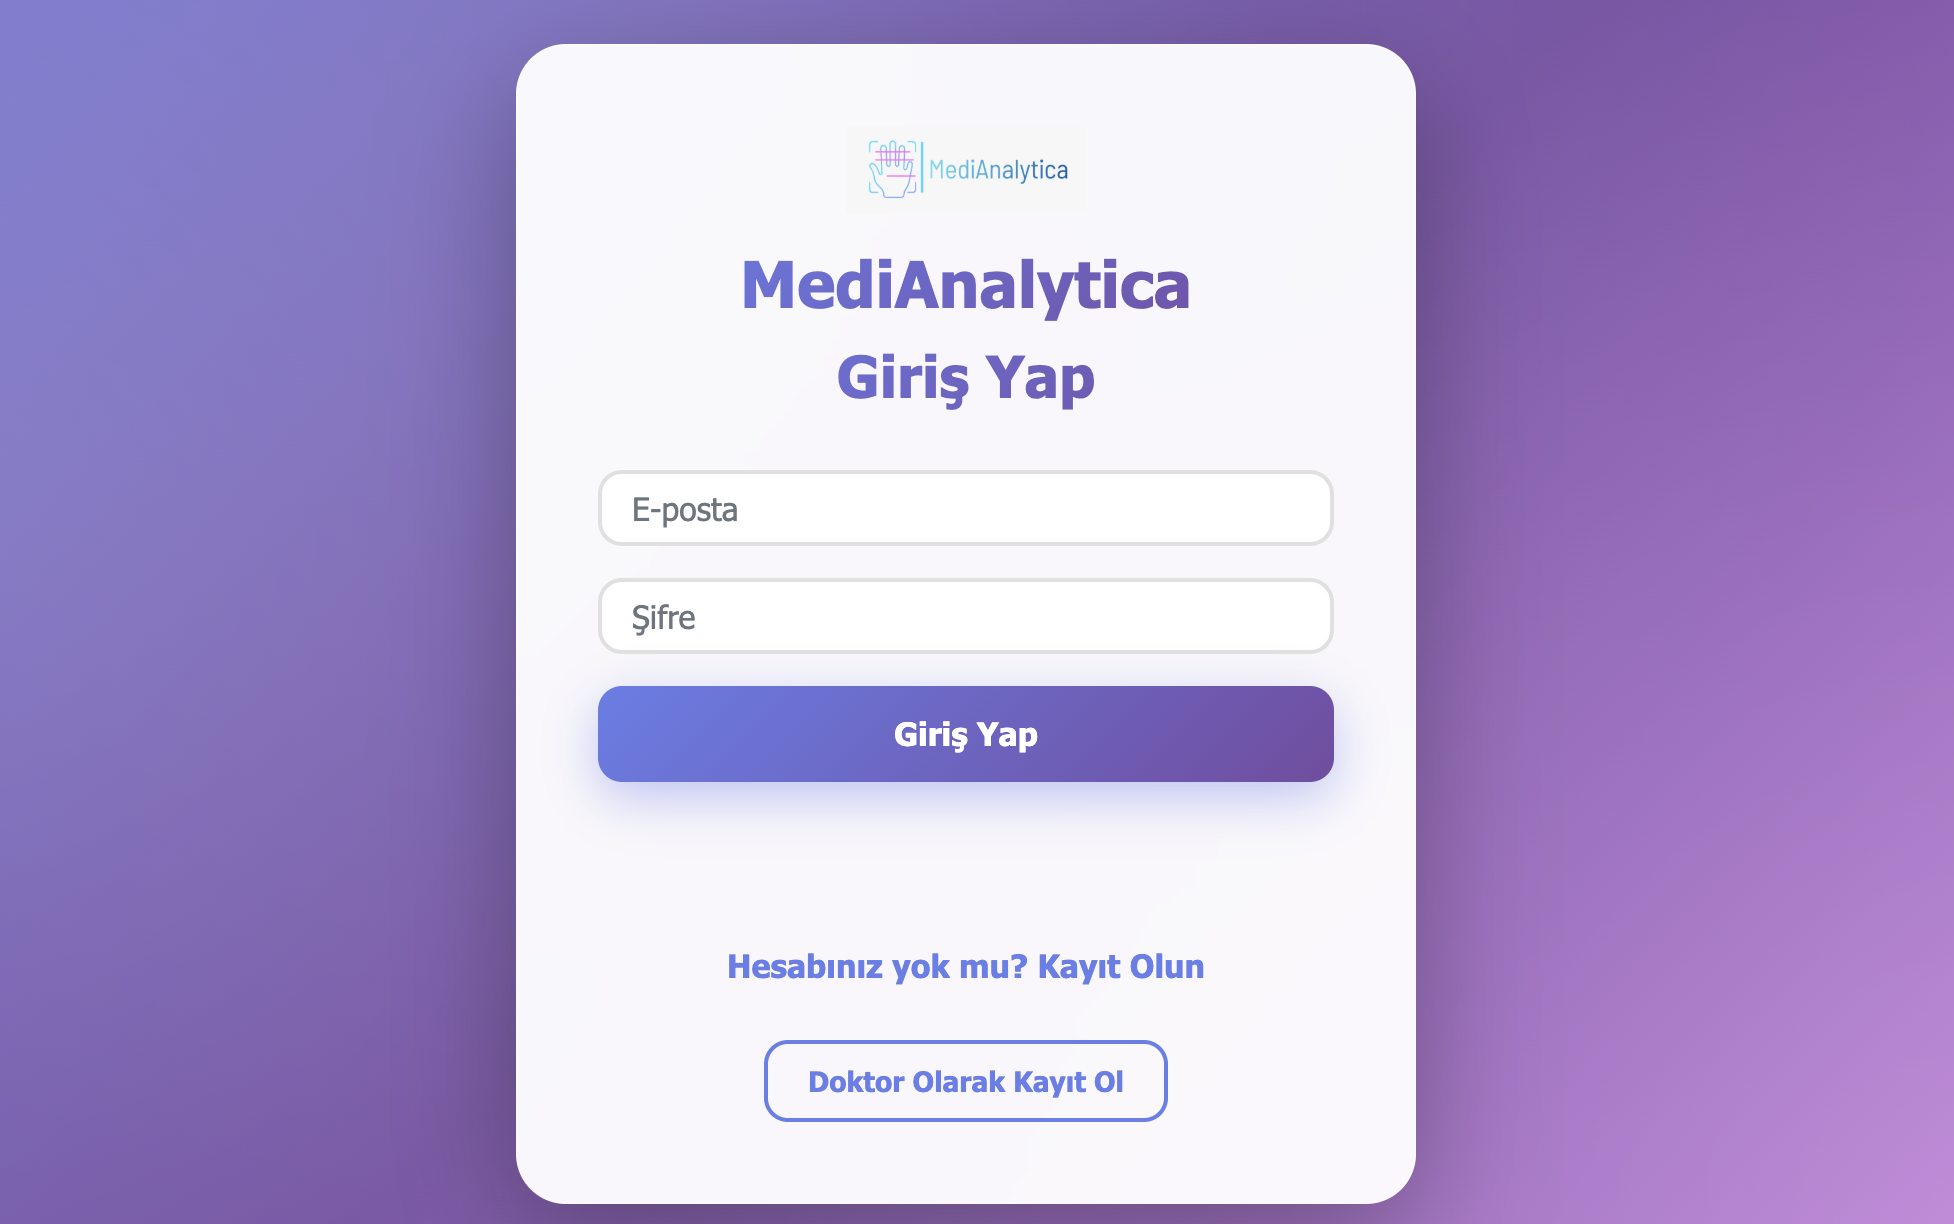 MediAnalytica
MediAnalytica
Giriş Yap
E-posta
Şifre
Giriş Yap
Hesabınız yok mu? Kayıt Olun
Doktor Olarak Kayıt Ol